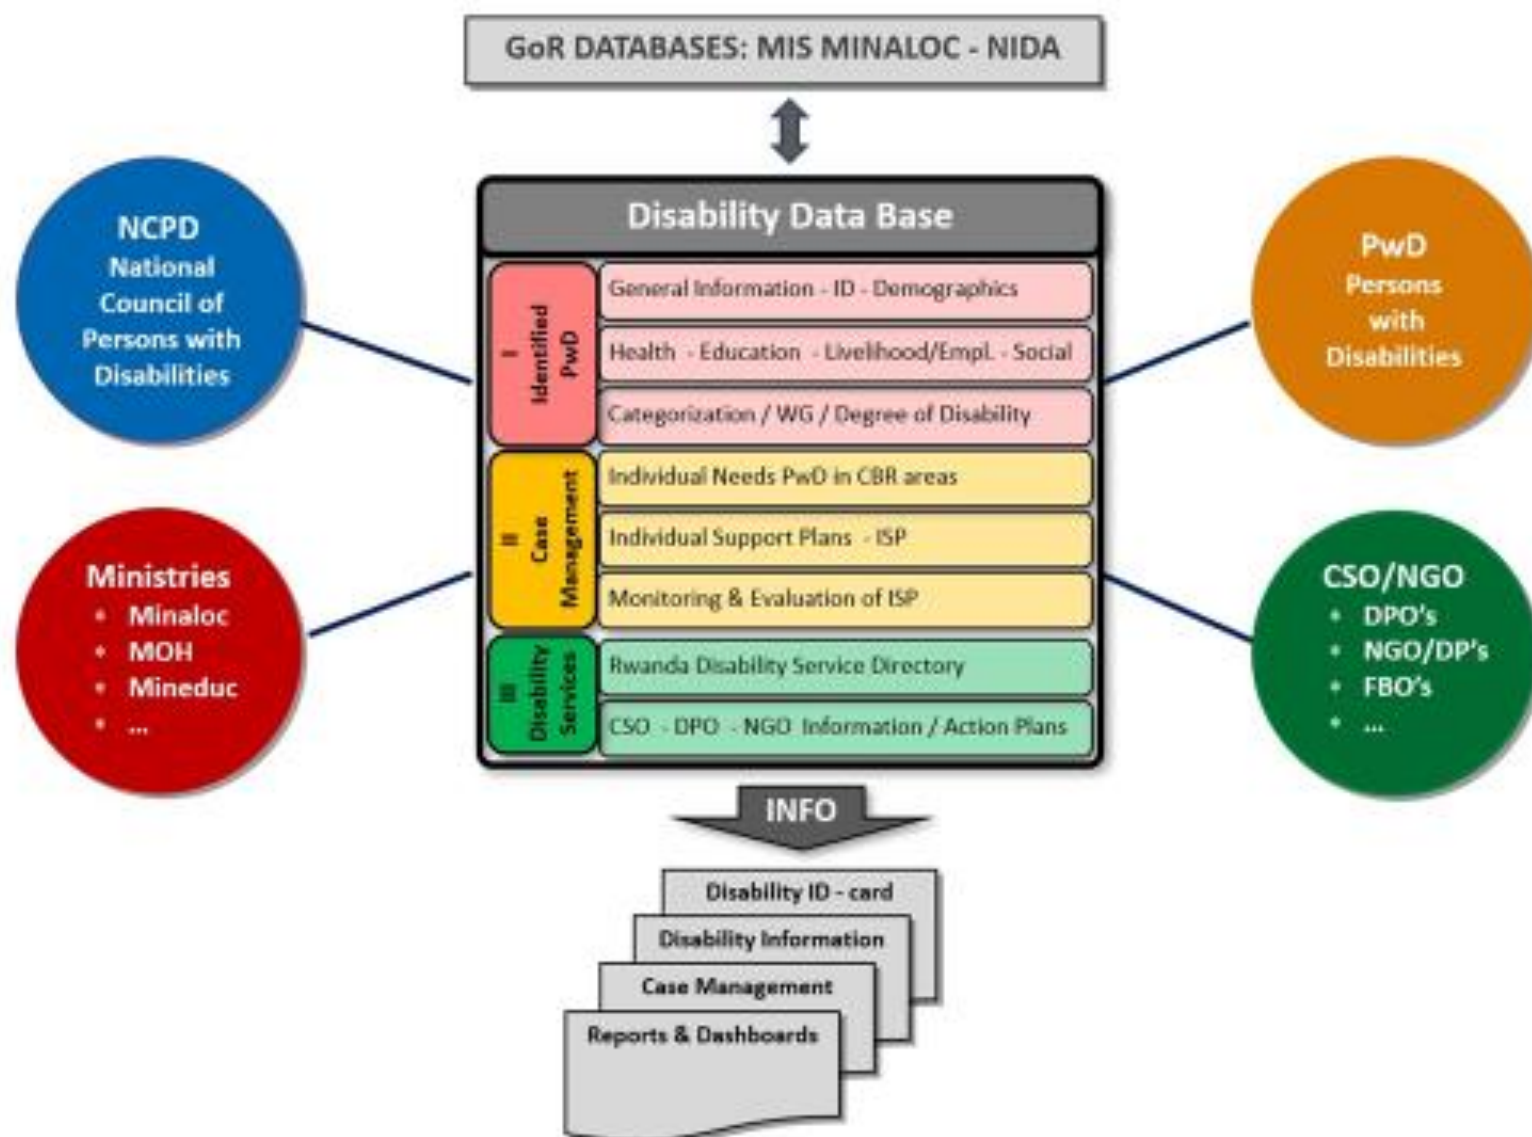 GoR DATABASES: MIS MINALOC - NIDA
NCPD
National
Council of
Persons with
Disabilities
Ministries
• Minaloc
• MOH
• Mineduc
• ...
Disability Data Base
I
Identified
PwD
General Information - ID - Demographics
Health - Education - Livelihood/Empl. - Social
Categorization / WG / Degree of Disability
II
Case
Management
Individual Needs PwD in CBR areas
Individual Support Plans - ISP
Monitoring & Evaluation of ISP
III
Disability
Services
Rwanda Disability Service Directory
CSO - DPO - NGO Information / Action Plans
PwD
Persons
with
Disabilities
CSO/NGO
• DPO's
• NGO/DP's
• FBO's
• ...
INFO
Disability ID - card
Disability Information
Case Management
Reports & Dashboards